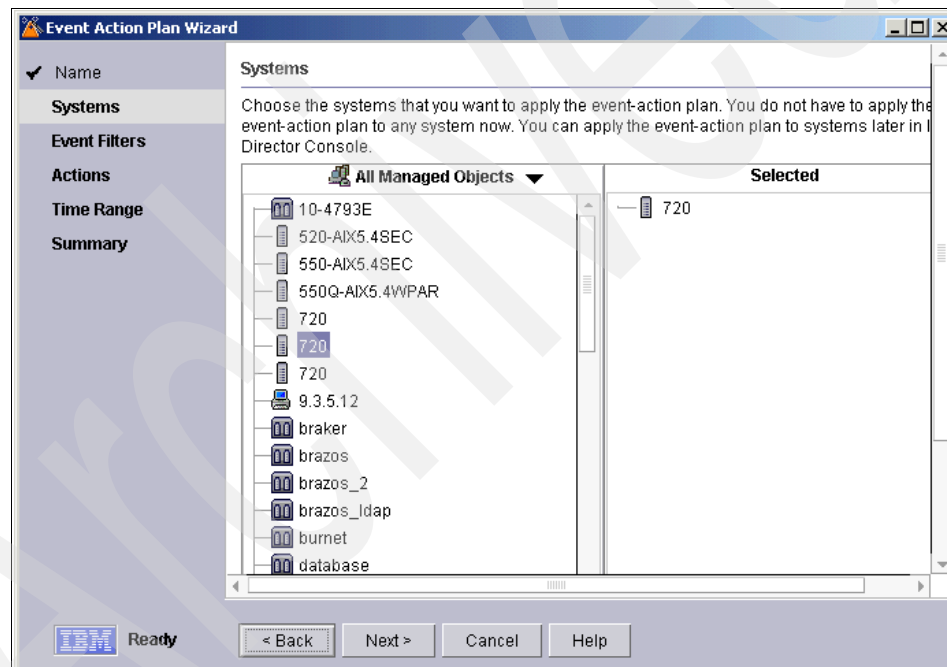 Event Action Plan Wizard
Name
Systems
Event Filters
Actions
Time Range
Summary
Systems
Choose the systems that you want to apply the event-action plan. You do not have to apply the
event-action plan to any system now. You can apply the event-action plan to systems later in I
Director Console.
All Managed Objects
10-4793E
520-AIX5.4SEC
550-AIX5.4SEC
550Q-AIX5.4WPAR
720
720
720
9.3.5.12
braker
brazos
brazos_2
brazos_ldap
burnet
database
Selected
720
IBM
Ready
< Back
Next >
Cancel
Help